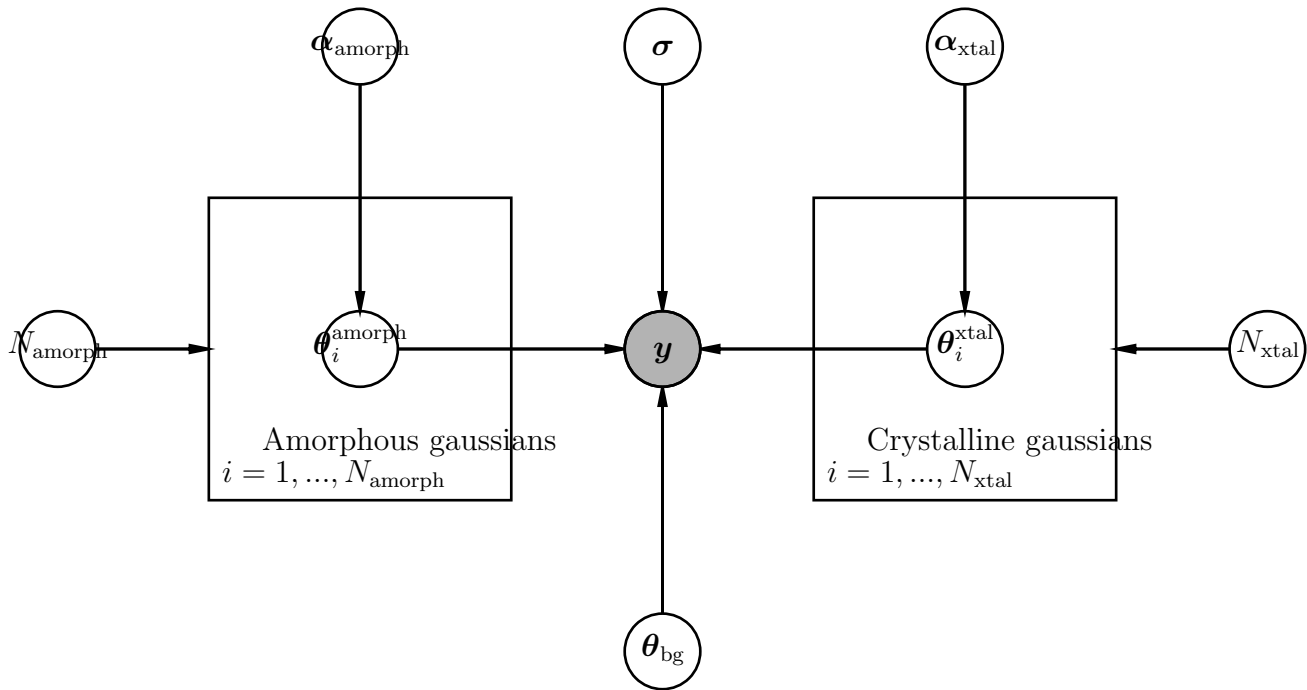 α_amorph
σ
α_xtal
N_amorph
θ_i^amorph
y
θ_i^xtal
N_xtal
Amorphous gaussians
i = 1, ..., N_amorph
Crystalline gaussians
i = 1, ..., N_xtal
θ_bg